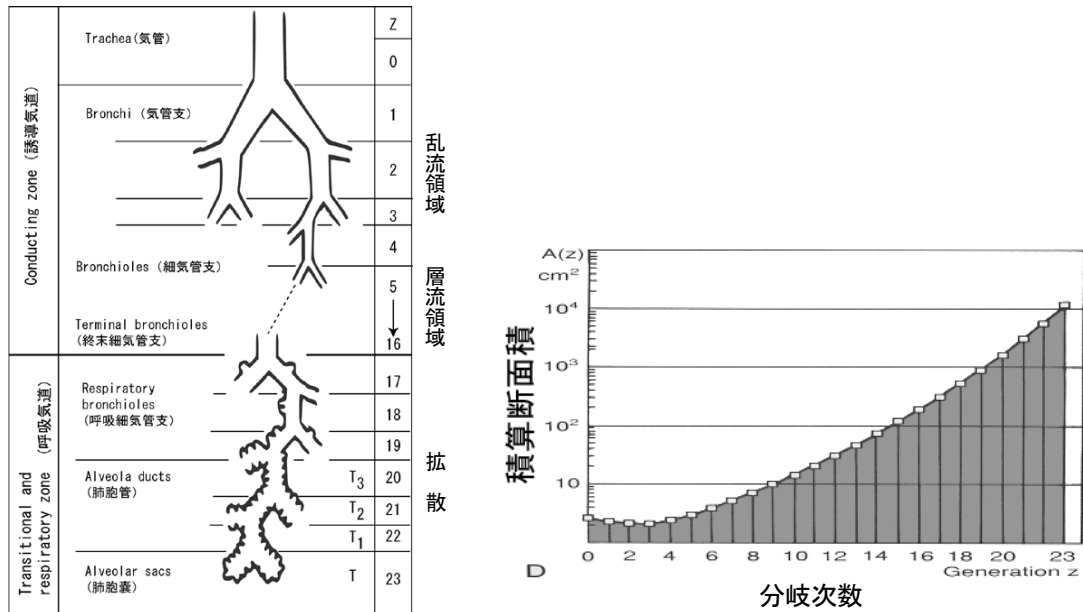 Conducting zone (誘導気道)
Transitional and
respiratory zone
(呼吸気道)
Z
Trachea(気管)
0
Bronchi (気管支)
1
2
3
4
Bronchioles (細気管支)
5
Terminal bronchioles
(終末細気管支)
16
Respiratory
bronchioles
(呼吸細気管支)
17
18
19
Alveola ducts
(肺胞管)
T3
20
T2
21
T1
22
Alveolar sacs
(肺胞嚢)
T
23
乱流領域
層流領域
拡散
A(z)
cm²
10⁴
10³
10²
10
積算断面積
0 2 4 6 8 10 12 14 16 18 20 23
D
Generation z
分岐次数